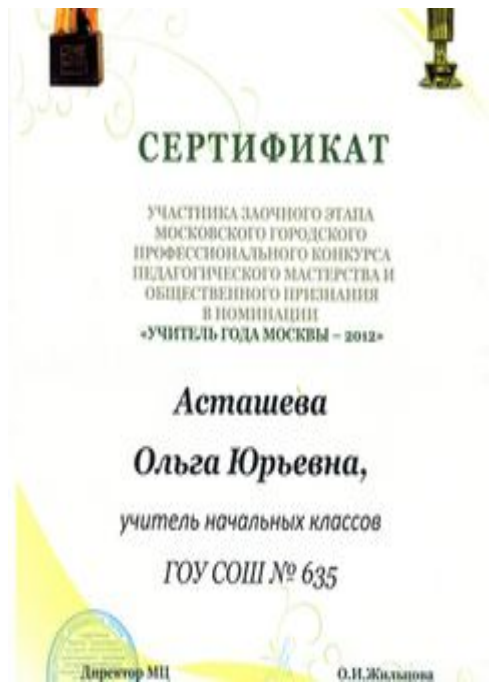 СЕРТИФИКАТ
УЧАСТНИКА ЗАОЧНОГО ЭТАПА
МОСКОВСКОГО ГОРОДСКОГО
ПРОФЕССИОНАЛЬНОГО КОНКУРСА
ПЕДАГОГИЧЕСКОГО МАСТЕРСТВА И
ОБЩЕСТВЕННОГО ПРИЗНАНИЯ
В НОМИНАЦИИ
«УЧИТЕЛЬ ГОДА МОСКВЫ – 2012»
Асташева
Ольга Юрьевна,
учитель начальных классов
ГОУ СОШ № 635
Директор МЦ О.И.Жильцова